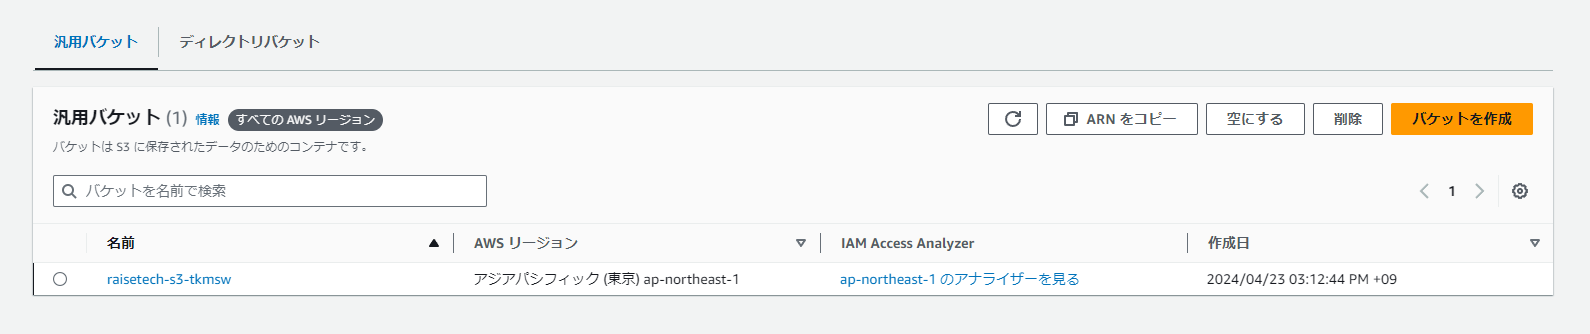 汎用バケット ディレクトリバケット
汎用バケット (1) 情報 すべての AWS リージョン ARN をコピー 空にする 削除 バケットを作成
バケットは S3 に保存されたデータのためのコンテナです。
バケットを名前で検索 1
名前 AWS リージョン IAM Access Analyzer 作成日
raisetech-s3-tkmsw アジアパシフィック (東京) ap-northeast-1 ap-northeast-1 のアナライザーを見る 2024/04/23 03:12:44 PM +09